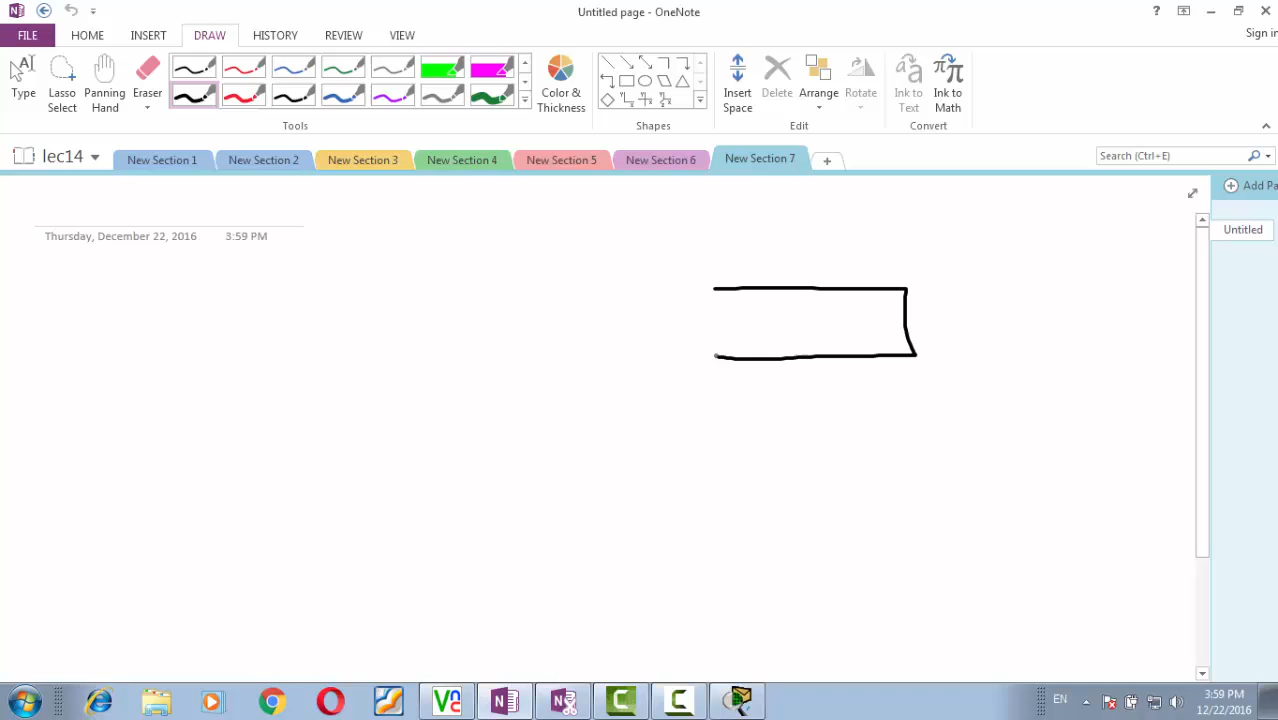 Untitled page - OneNote
?
FILE HOME INSERT DRAW HISTORY REVIEW VIEW
Sign in
Type
Lasso Select
Panning Hand
Eraser
Color & Thickness
Insert Space
Delete
Arrange
Rotate
Ink to Text
Ink to Math
Tools
Shapes
Edit
Convert
lec14
New Section 1
New Section 2
New Section 3
New Section 4
New Section 5
New Section 6
New Section 7
Search (Ctrl+E)
Add Pa
Thursday, December 22, 2016 3:59 PM
Untitled
EN
3:59 PM
12/22/2016